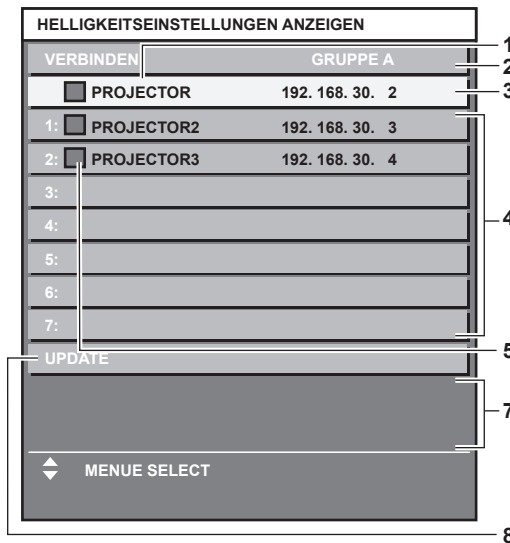 HELLIGKEITSEINSTELLUNGEN ANZEIGEN
VERBINDEN GRUPPE A
PROJECTOR 192. 168. 30. 2
1: PROJECTOR2 192. 168. 30. 3
2: PROJECTOR3 192. 168. 30. 4
3:
4:
5:
6:
7:
UPDATE
MENUE SELECT
1
2
3
4
5
7
8